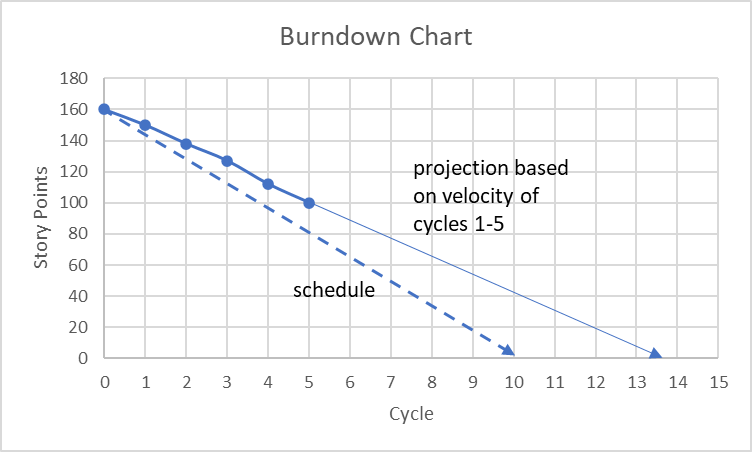 Burndown Chart
180
160
140
120
100
80
60
40
20
0
Story Points
projection based
on velocity of
cycles 1-5
schedule
0 1 2 3 4 5 6 7 8 9 10 11 12 13 14 15
Cycle